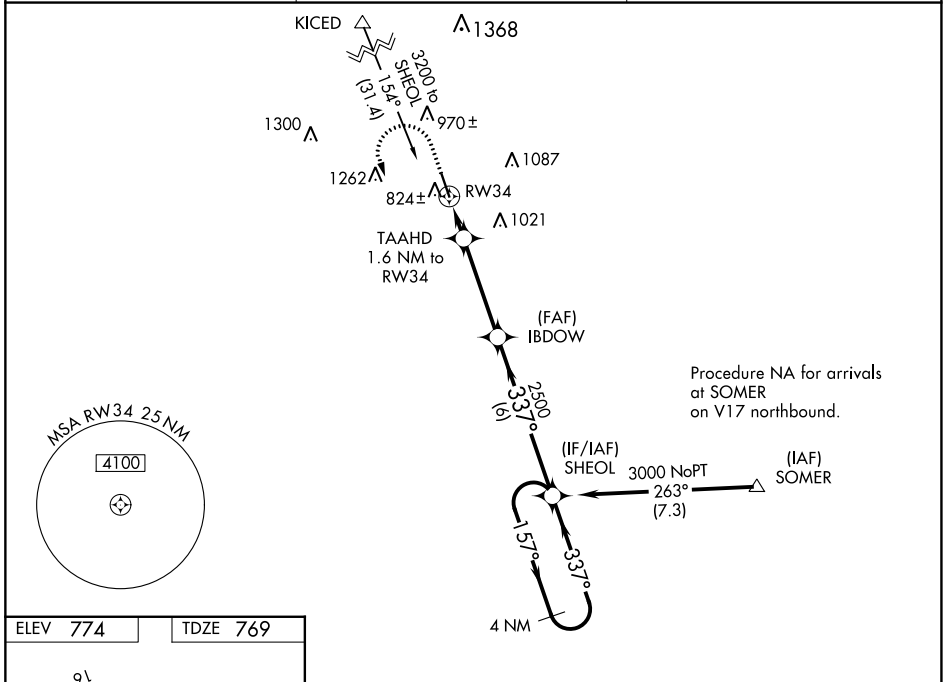 KICED
1368
3200 to
SHEOL
154°
(31.4)
970±
1300
1087
1262
824±
RW34
1021
TAAHD
1.6 NM to
RW34
(FAF)
IBDOW
2500
337°
(6)
Procedure NA for arrivals
at SOMER
on V17 northbound.
MSA RW34 25 NM
4100
(IF/IAF)
SHEOL
3000 NoPT
263°
(7.3)
(IAF)
SOMER
157°
337°
4 NM
ELEV 774
TDZE 769
16